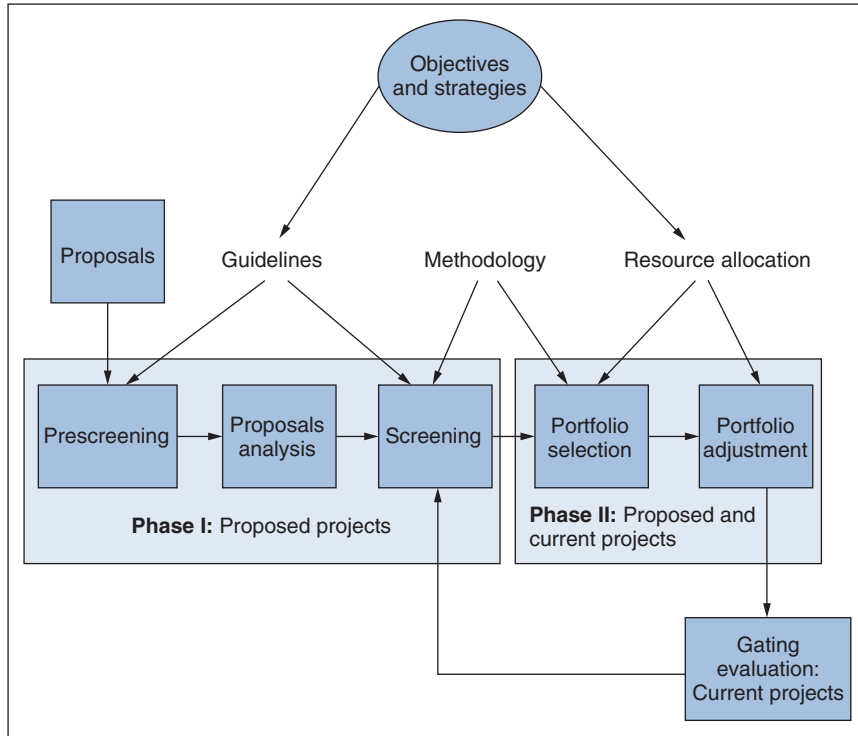 Objectives
and strategies
Proposals
Guidelines
Methodology
Resource allocation
Prescreening
Proposals
analysis
Screening
Portfolio
selection
Portfolio
adjustment
Phase I: Proposed projects
Phase II: Proposed and
current projects
Gating
evaluation:
Current projects